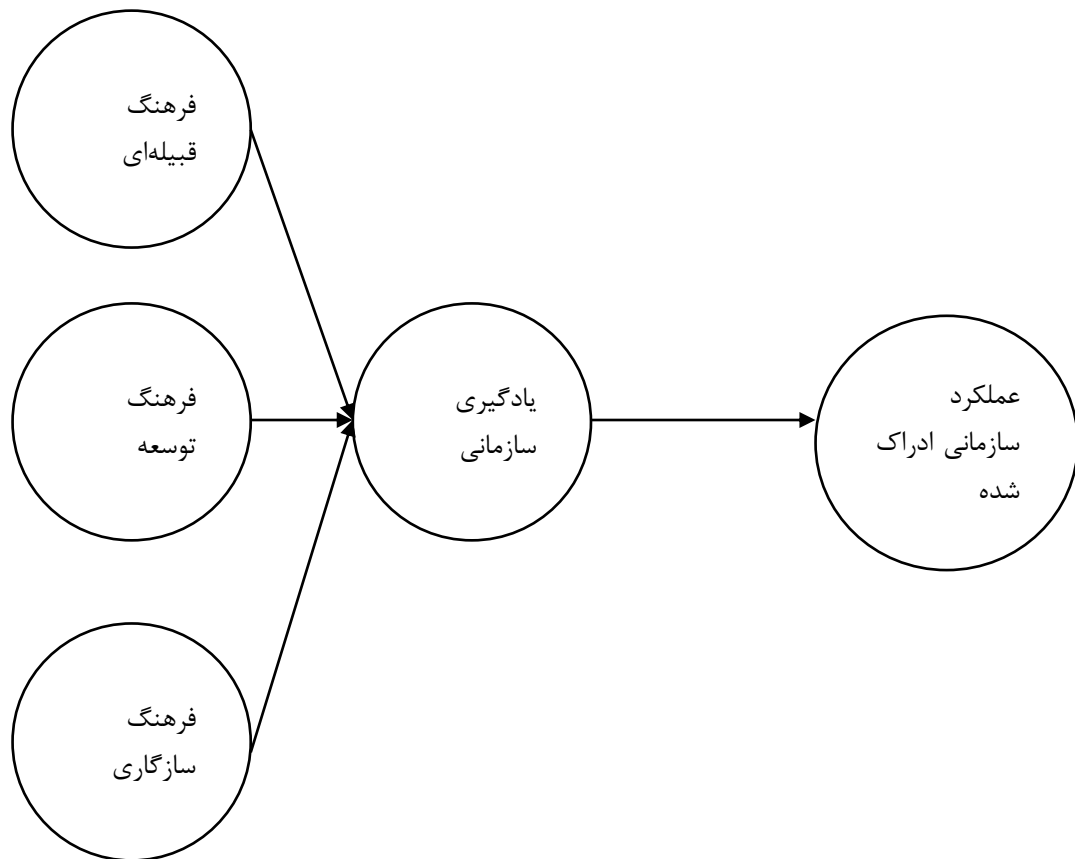 فرهنگ
قبیله‌ای
فرهنگ
توسعه
فرهنگ
سازگاری
یادگیری
سازمانی
عملکرد
سازمانی ادراک
شده